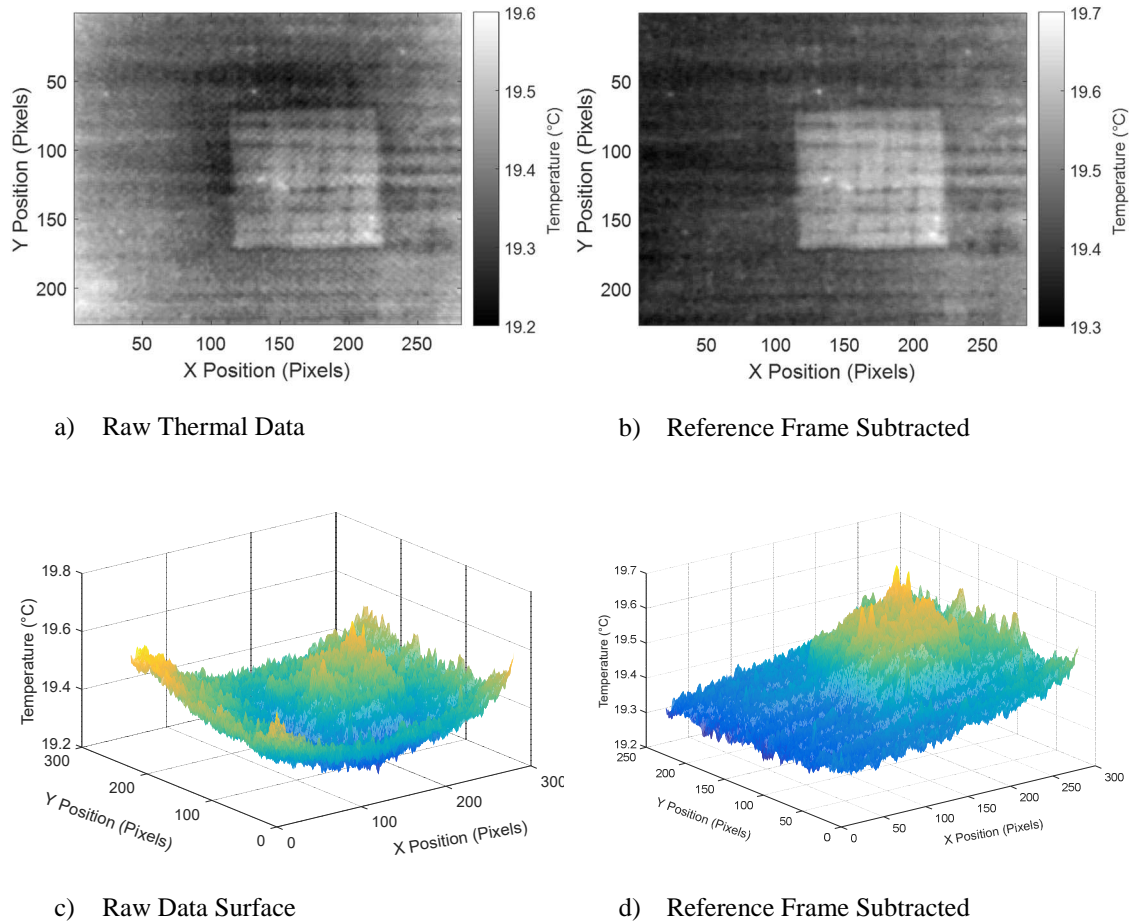 19.6
19.5
19.4
19.3
19.2
Temperature (°C)
50
100
150
200
Y Position (Pixels)
50 100 150 200 250
X Position (Pixels)
19.7
19.6
19.5
19.4
19.3
Temperature (°C)
50
100
150
200
Y Position (Pixels)
50 100 150 200 250
X Position (Pixels)
a) Raw Thermal Data
b) Reference Frame Subtracted
19.8
19.6
19.4
19.2
Temperature (°C)
300
200
100
0
Y Position (Pixels)
0
100
200
300
X Position (Pixels)
19.7
19.6
19.5
19.4
19.3
19.2
Temperature (°C)
250
200
150
100
50
0
Y Position (Pixels)
0
50
100
150
200
250
300
X Position (Pixels)
c) Raw Data Surface
d) Reference Frame Subtracted